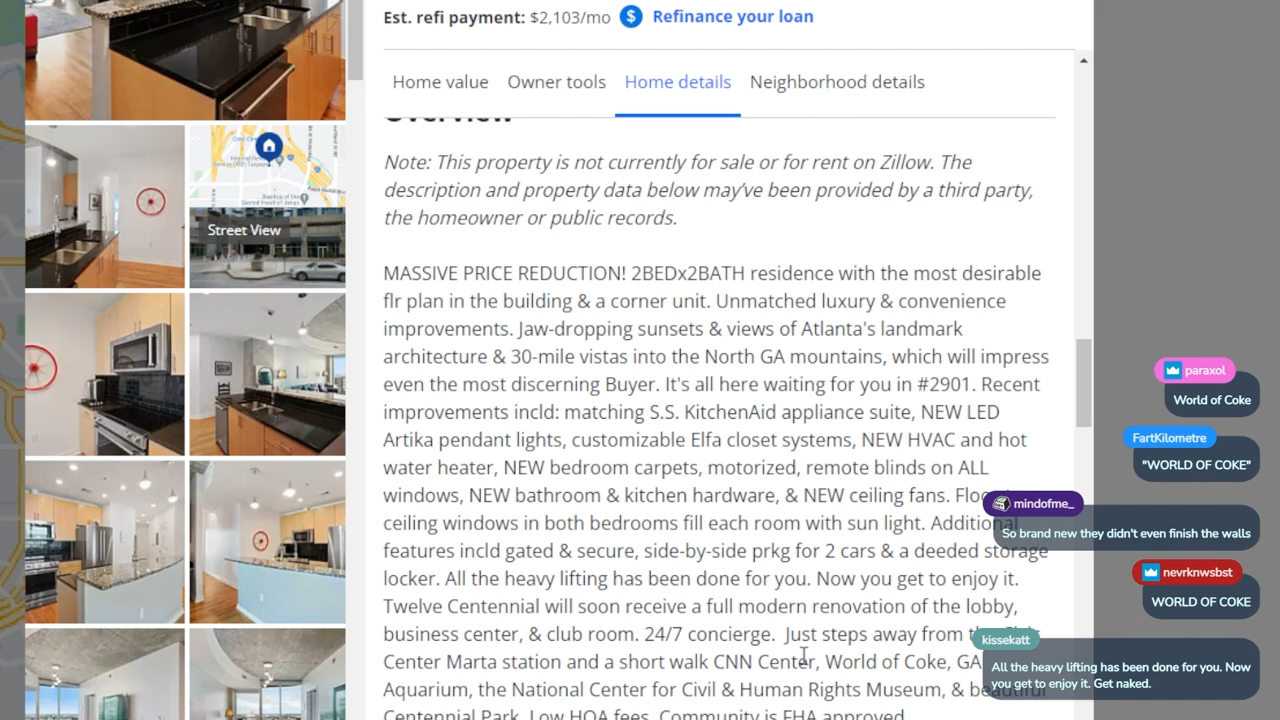 Est. refi payment: $2,103/mo $ Refinance your loan
Home value Owner tools Home details Neighborhood details
Overview
Note: This property is not currently for sale or for rent on Zillow. The
description and property data below have been provided by a third party,
the homeowner or public records.
Street View
MASSIVE PRICE REDUCTION! 2BEDx2BATH residence with the most desirable
flr plan in the building & a corner unit. Unmatched luxury & convenience
improvements. Jaw-dropping sunsets & views of Atlanta's landmark
architecture & 30-mile vistas into the North GA mountains, which will impress
even the most discerning Buyer. It's all here waiting for you in #2901. Recent
improvements incld: matching S.S. KitchenAid appliance suite, NEW LED
Artika pendant lights, customizable Elfa closet systems, NEW HVAC and hot
water heater, NEW bedroom carpets, motorized, remote blinds on ALL
windows, NEW bathroom & kitchen hardware, & NEW ceiling fans.
ceiling windows in both bedrooms fill each room with sun light. Additional
features incld gated & secure, side-by-side prkg for 2 cars & a deeded storage
locker. All the heavy lifting has been done for you. Now you get to enjoy it.
Twelve Centennial will soon receive a full modern renovation of the lobby,
business center, & club room. 24/7 concierge. Just steps away from the Civic
Center Marta station and a short walk CNN Center, World of Coke, GA
Aquarium, the National Center for Civil & Human Rights Museum, & beautiful
Centennial Park. Low HOA fees. Community is FHA approved
paraxol
World of Coke
FartKilometre
"WORLD OF COKE"
mindofme_
So brand new they didn't even finish the walls
nevrknwsbst
WORLD OF COKE
kissekatt
All the heavy lifting has been done for you. Now
you get to enjoy it. Get naked.